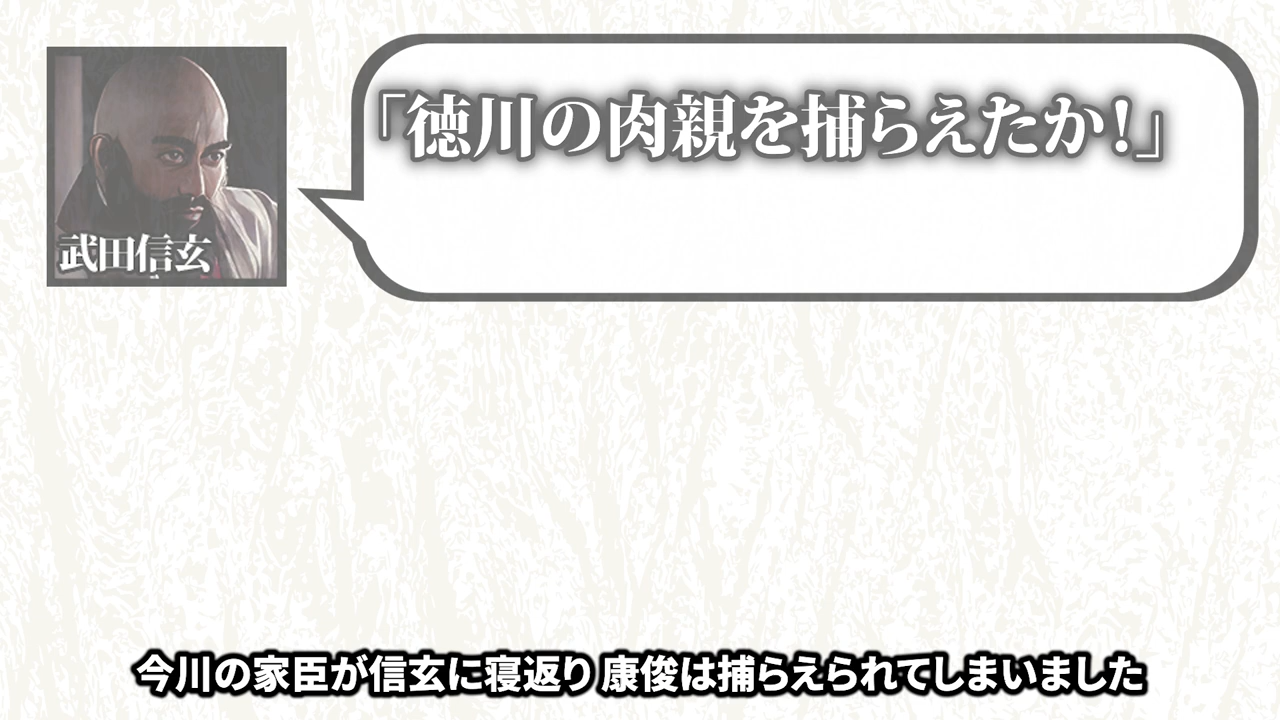 「徳川の肉親を捕らえたか!」
武田信玄
今川の家臣が信玄に寝返り 康俊は捕らえられてしまいました